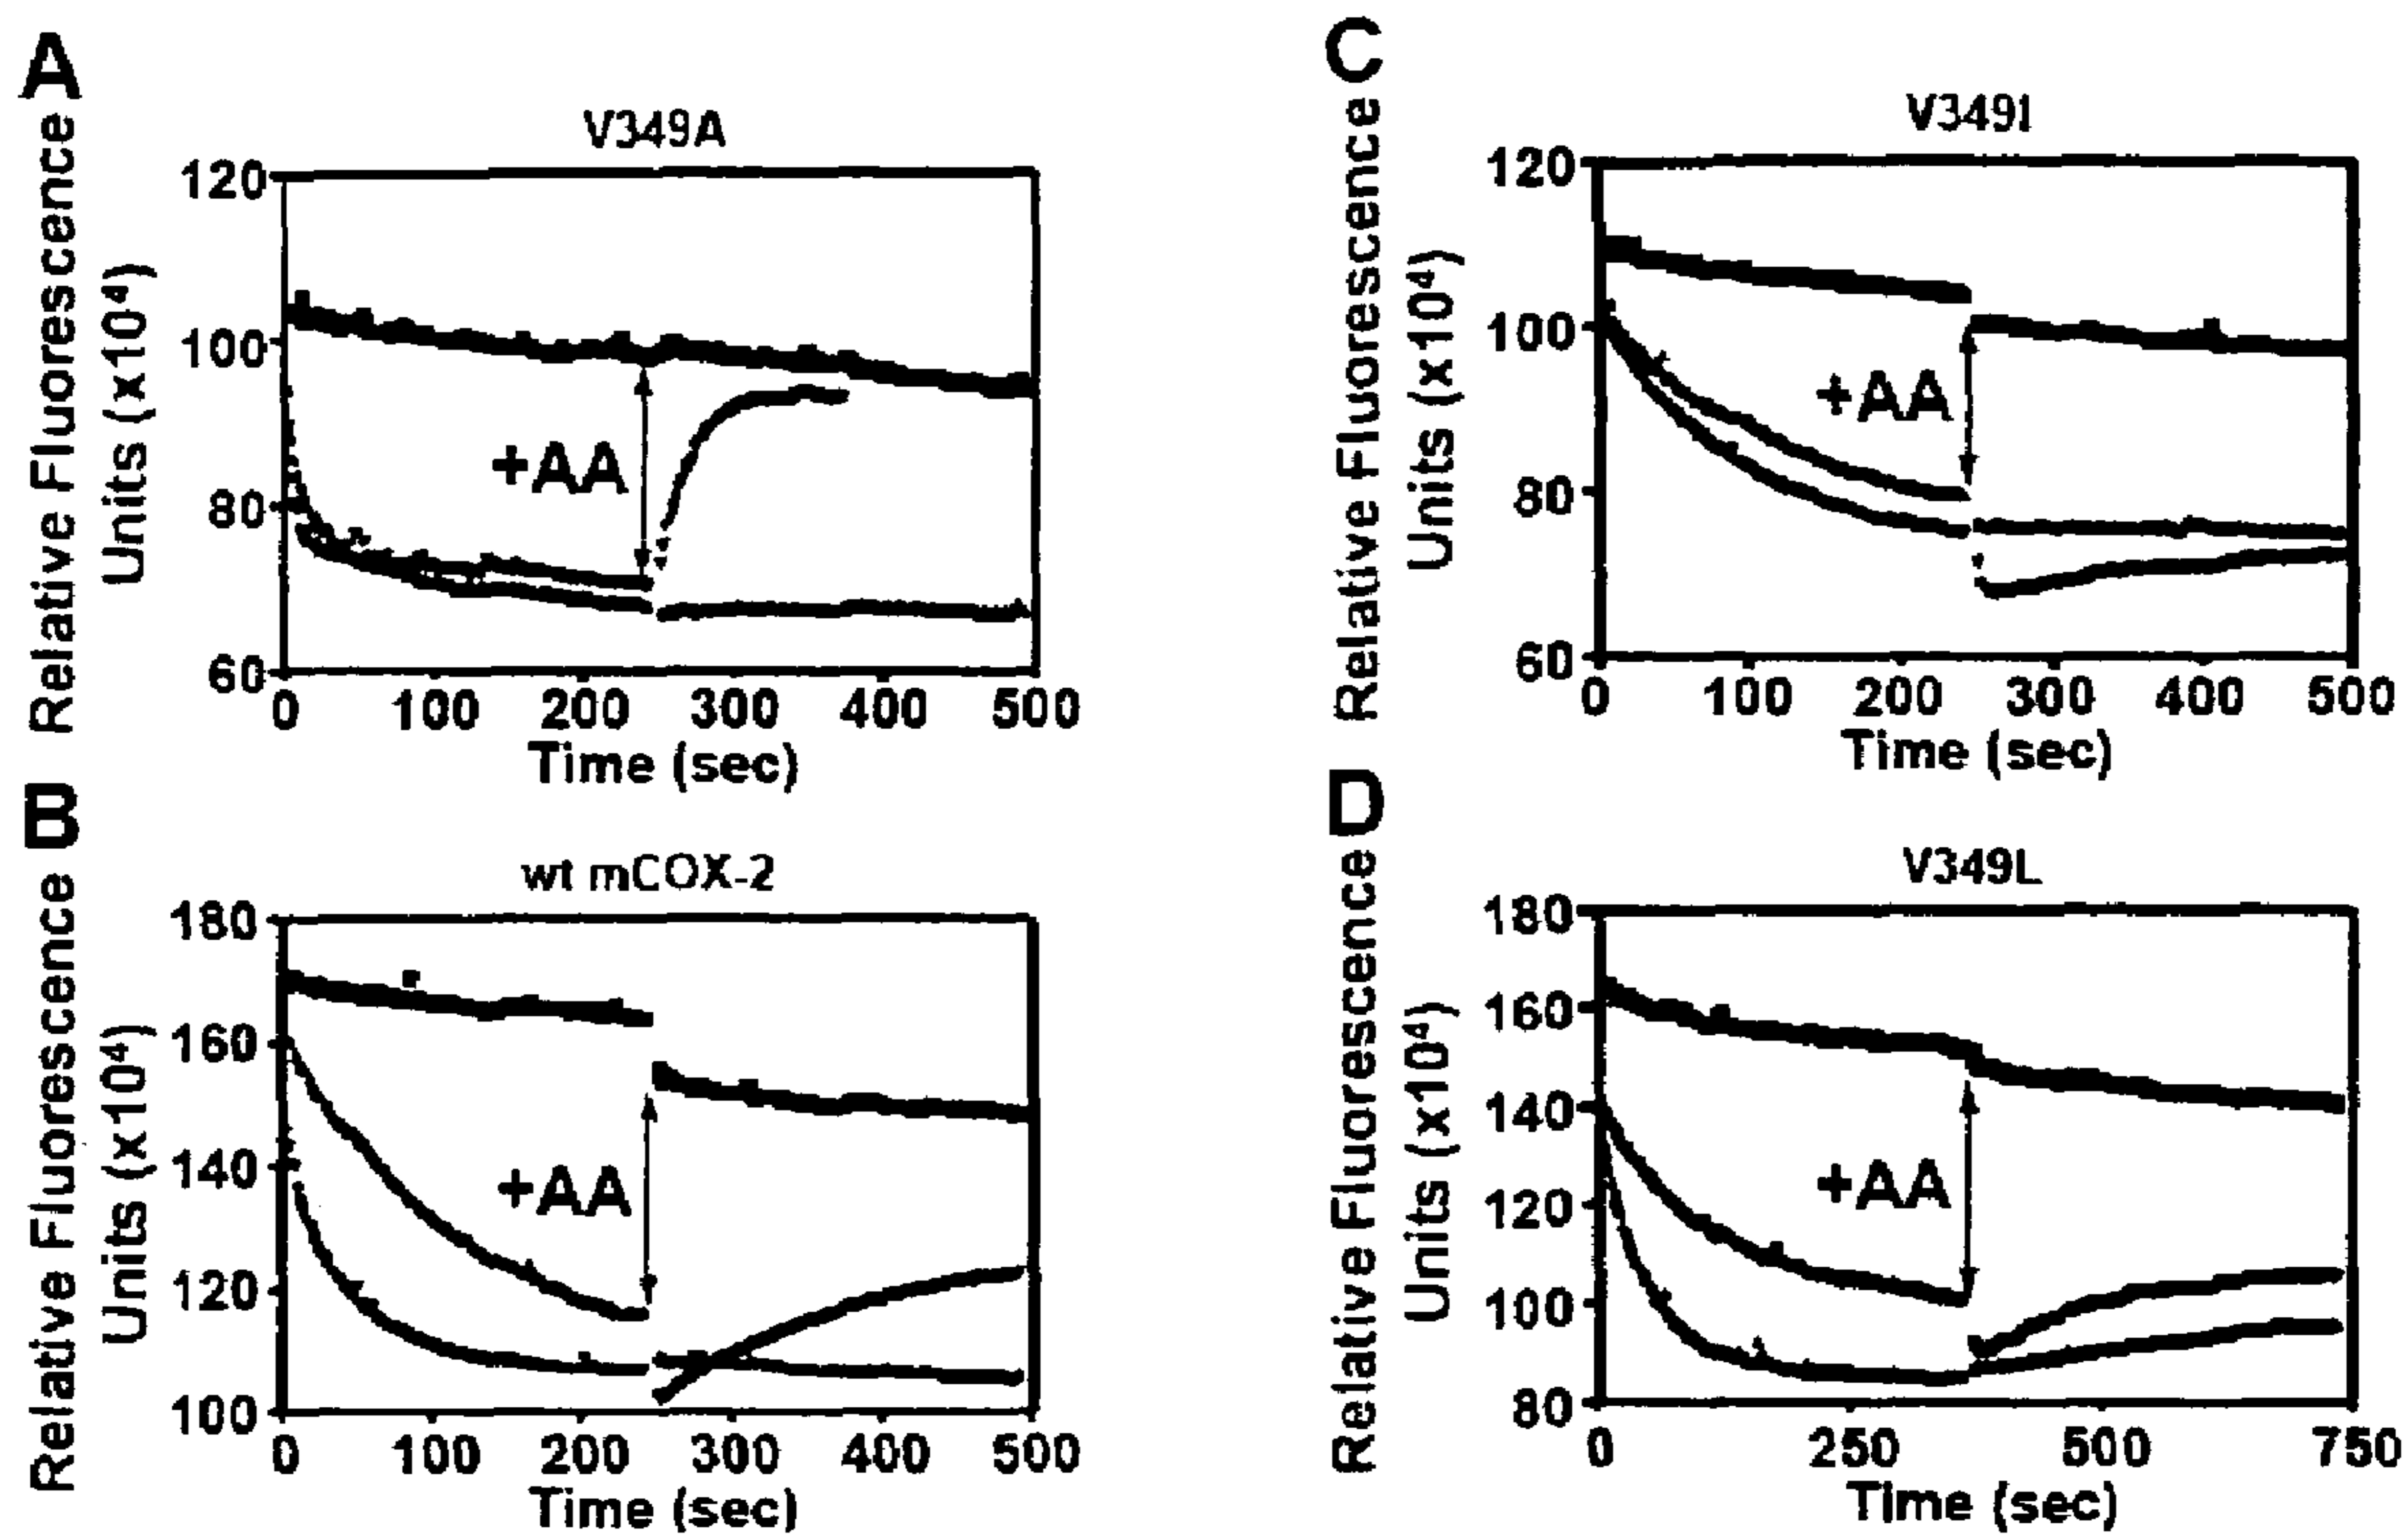 A
V349A
Relative Fluorescence
Units (x10⁴)
120
100
80
60
+AA
0 100 200 300 400 500
Time (sec)
B
wt mCOX-2
Relative Fluorescence
Units (x10⁴)
180
160
140
120
100
+AA
0 100 200 300 400 500
Time (sec)
C
V349I
Relative Fluorescence
Units (x10⁴)
120
100
80
60
+AA
0 100 200 300 400 500
Time (sec)
D
V349L
Relative Fluorescence
Units (x10⁴)
180
160
140
120
100
80
+AA
0 250 500 750
Time (sec)